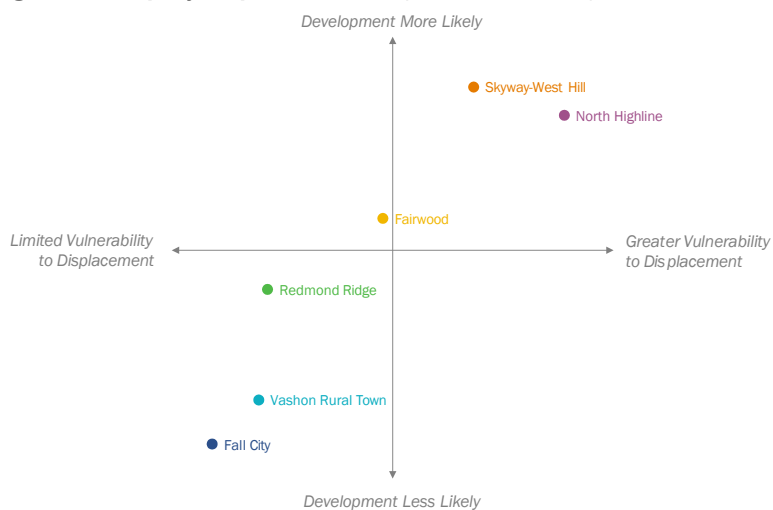 Development More Likely
Skyway-West Hill
North Highline
Fairwood
Limited Vulnerability
to Displacement
Greater Vulnerability
to Displacement
Redmond Ridge
Vashon Rural Town
Fall City
Development Less Likely